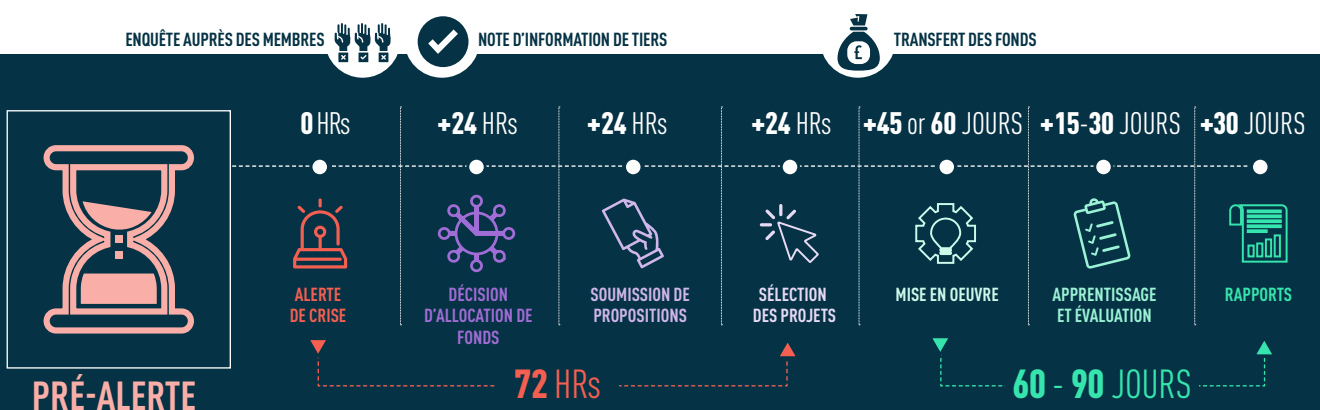 ENQUÊTE AUPRÈS DES MEMBRES
NOTE D'INFORMATION DE TIERS
£
TRANSFERT DES FONDS
0 HRs
+24 HRs
+24 HRs
+24 HRs
+45 or 60 JOURS
+15-30 JOURS
+30 JOURS
ALERTE
DE CRISE
DÉCISION
D'ALLOCATION DE
FONDS
SOUMISSION DE
PROPOSITIONS
SÉLECTION
DES PROJETS
MISE EN OEUVRE
APPRENTISSAGE
ET ÉVALUATION
RAPPORTS
PRÉ-ALERTE
72 HRs
60 - 90 JOURS